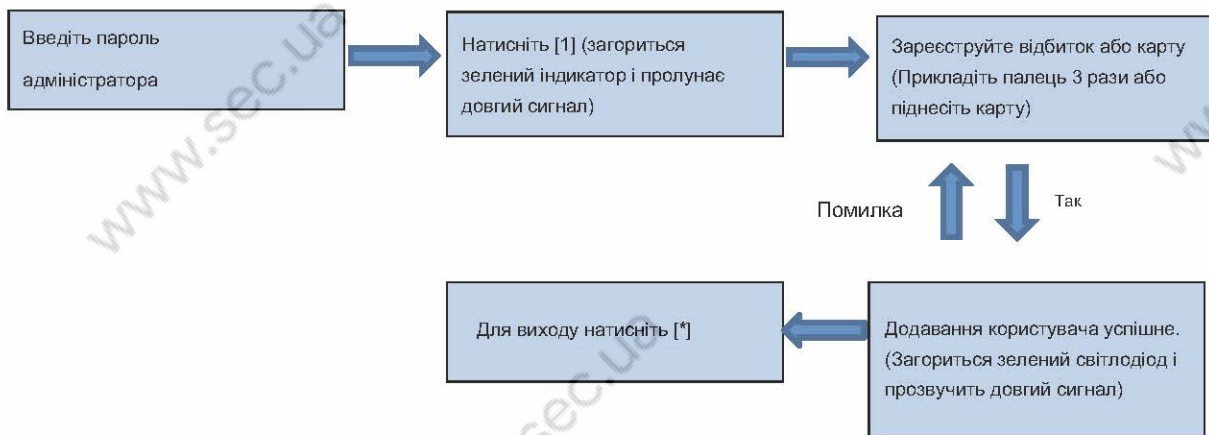 Введіть пароль
адміністратора
Натисніть [1] (загориться
зелений індикатор і пролунає
довгий сигнал)
Зареєструйте відбиток або карту
(Прикладіть палець 3 рази або
піднесіть карту)
Помилка
Так
Додавання користувача успішне.
(Загориться зелений світлодіод і
прозвучить довгий сигнал)
Для виходу натисніть [*]
www.sec.ua
www.sec.ua